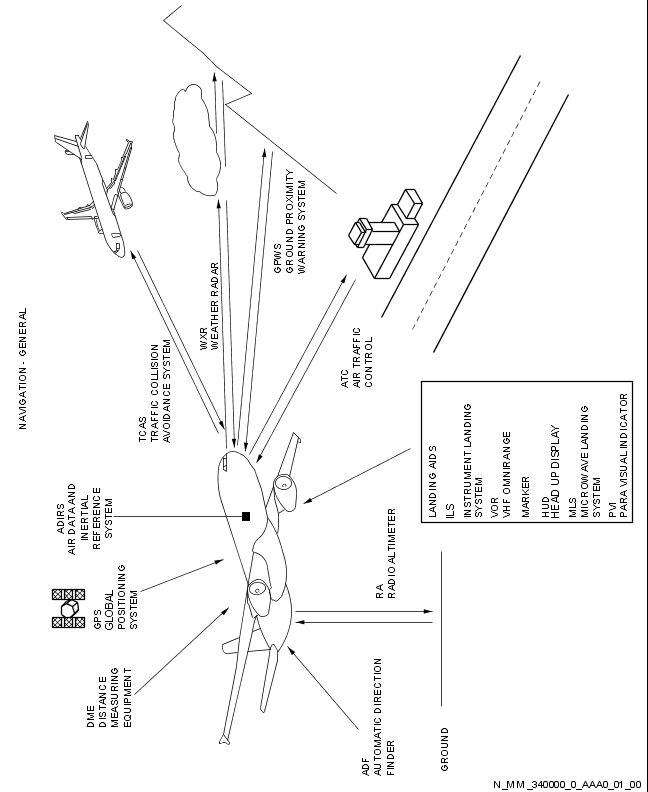 NAVIGATION - GENERAL
TCAS
TRAFFIC COLLISION
AVOIDANCE SYSTEM
WXR
WEATHER RADAR
GPWS
GROUND PROXIMITY
WARNING SYSTEM
ATC
AIR TRAFFIC
CONTROL
ADIRS
AIR DATA AND
INERTIAL
REFERENCE
SYSTEM
GPS
GLOBAL
POSITIONING
SYSTEM
DME
DISTANCE
MEASURING
EQUIPMENT
LANDING AIDS
ILS
INSTRUMENT LANDING
SYSTEM
VOR
VHF OMNIRANGE
MARKER
HUD
HEAD UP DISPLAY
MLS
MICROWAVE LANDING
SYSTEM
PVI
PARA VISUAL INDICATOR
RA
RADIO ALTIMETER
ADF
AUTOMATIC DIRECTION
FINDER
GROUND
N_MM_340000_0_AAA0_01_00